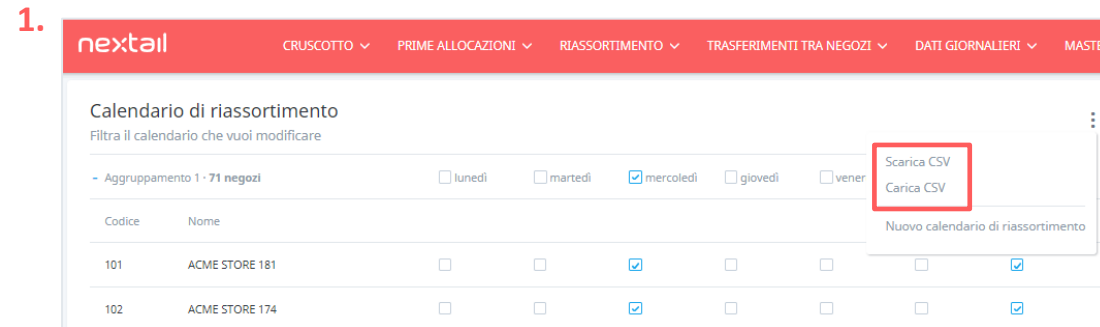 1.
nextail CRUSCOTTO PRIME ALLOCAZIONI RIASSORTIMENTO TRASFERIMENTI TRA NEGOZI DATI GIORNALIERI MASTE
Calendario di riassortimento
Filtra il calendario che vuoi modificare
Scarica CSV
- Aggruppamento 1 · 71 negozi lunedì martedì mercoledì giovedì vener
Carica CSV
Codice Nome
Nuovo calendario di riassortimento
101 ACME STORE 181
102 ACME STORE 174